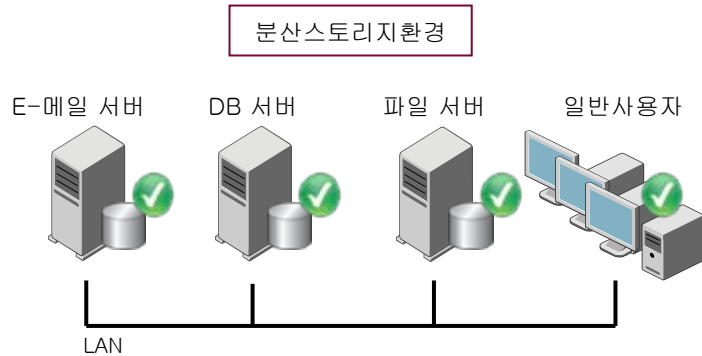 분산스토리지환경
E-메일 서버
DB 서버
파일 서버
일반사용자
LAN